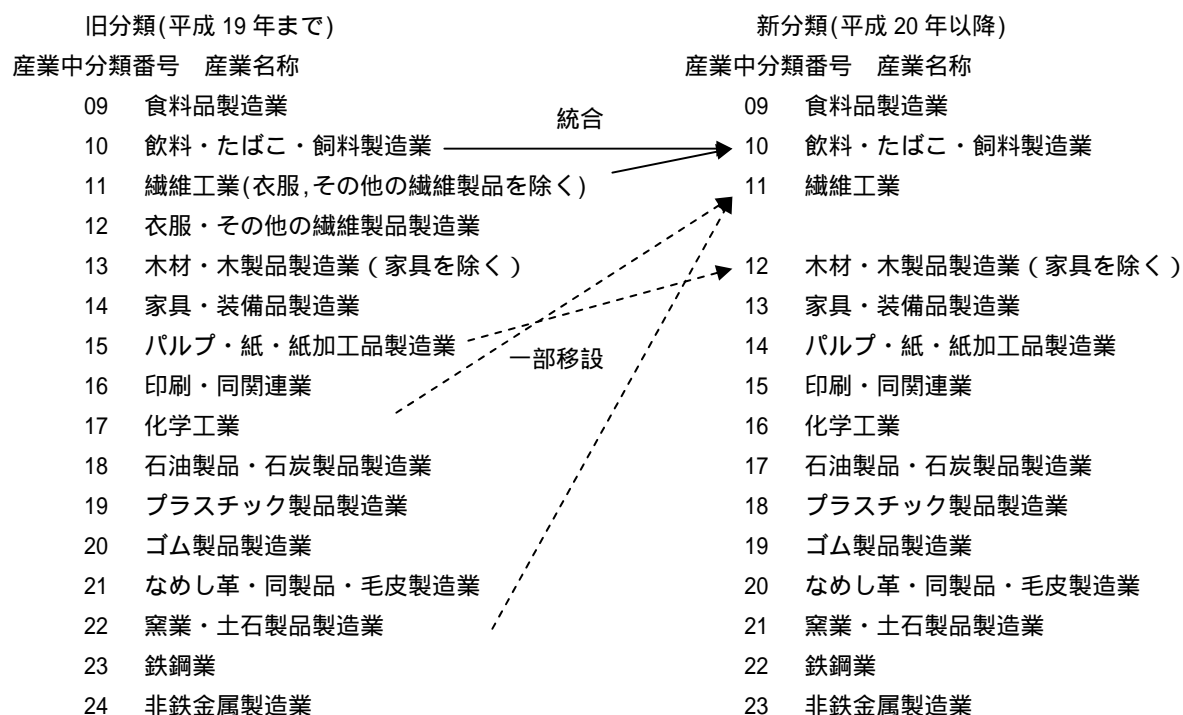 旧分類(平成 19 年まで) 新分類(平成 20 年以降)
産業中分類番号 産業名称 産業中分類番号 産業名称
09 食料品製造業 09 食料品製造業
統合
10 飲料・たばこ・飼料製造業 10 飲料・たばこ・飼料製造業
11 繊維工業(衣服,その他の繊維製品を除く) 11 繊維工業
12 衣服・その他の繊維製品製造業
13 木材・木製品製造業(家具を除く) 12 木材・木製品製造業(家具を除く)
14 家具・装備品製造業 13 家具・装備品製造業
15 パルプ・紙・紙加工品製造業 14 パルプ・紙・紙加工品製造業
一部移設
16 印刷・同関連業 15 印刷・同関連業
17 化学工業 16 化学工業
18 石油製品・石炭製品製造業 17 石油製品・石炭製品製造業
19 プラスチック製品製造業 18 プラスチック製品製造業
20 ゴム製品製造業 19 ゴム製品製造業
21 なめし革・同製品・毛皮製造業 20 なめし革・同製品・毛皮製造業
22 窯業・土石製品製造業 21 窯業・土石製品製造業
23 鉄鋼業 22 鉄鋼業
24 非鉄金属製造業 23 非鉄金属製造業